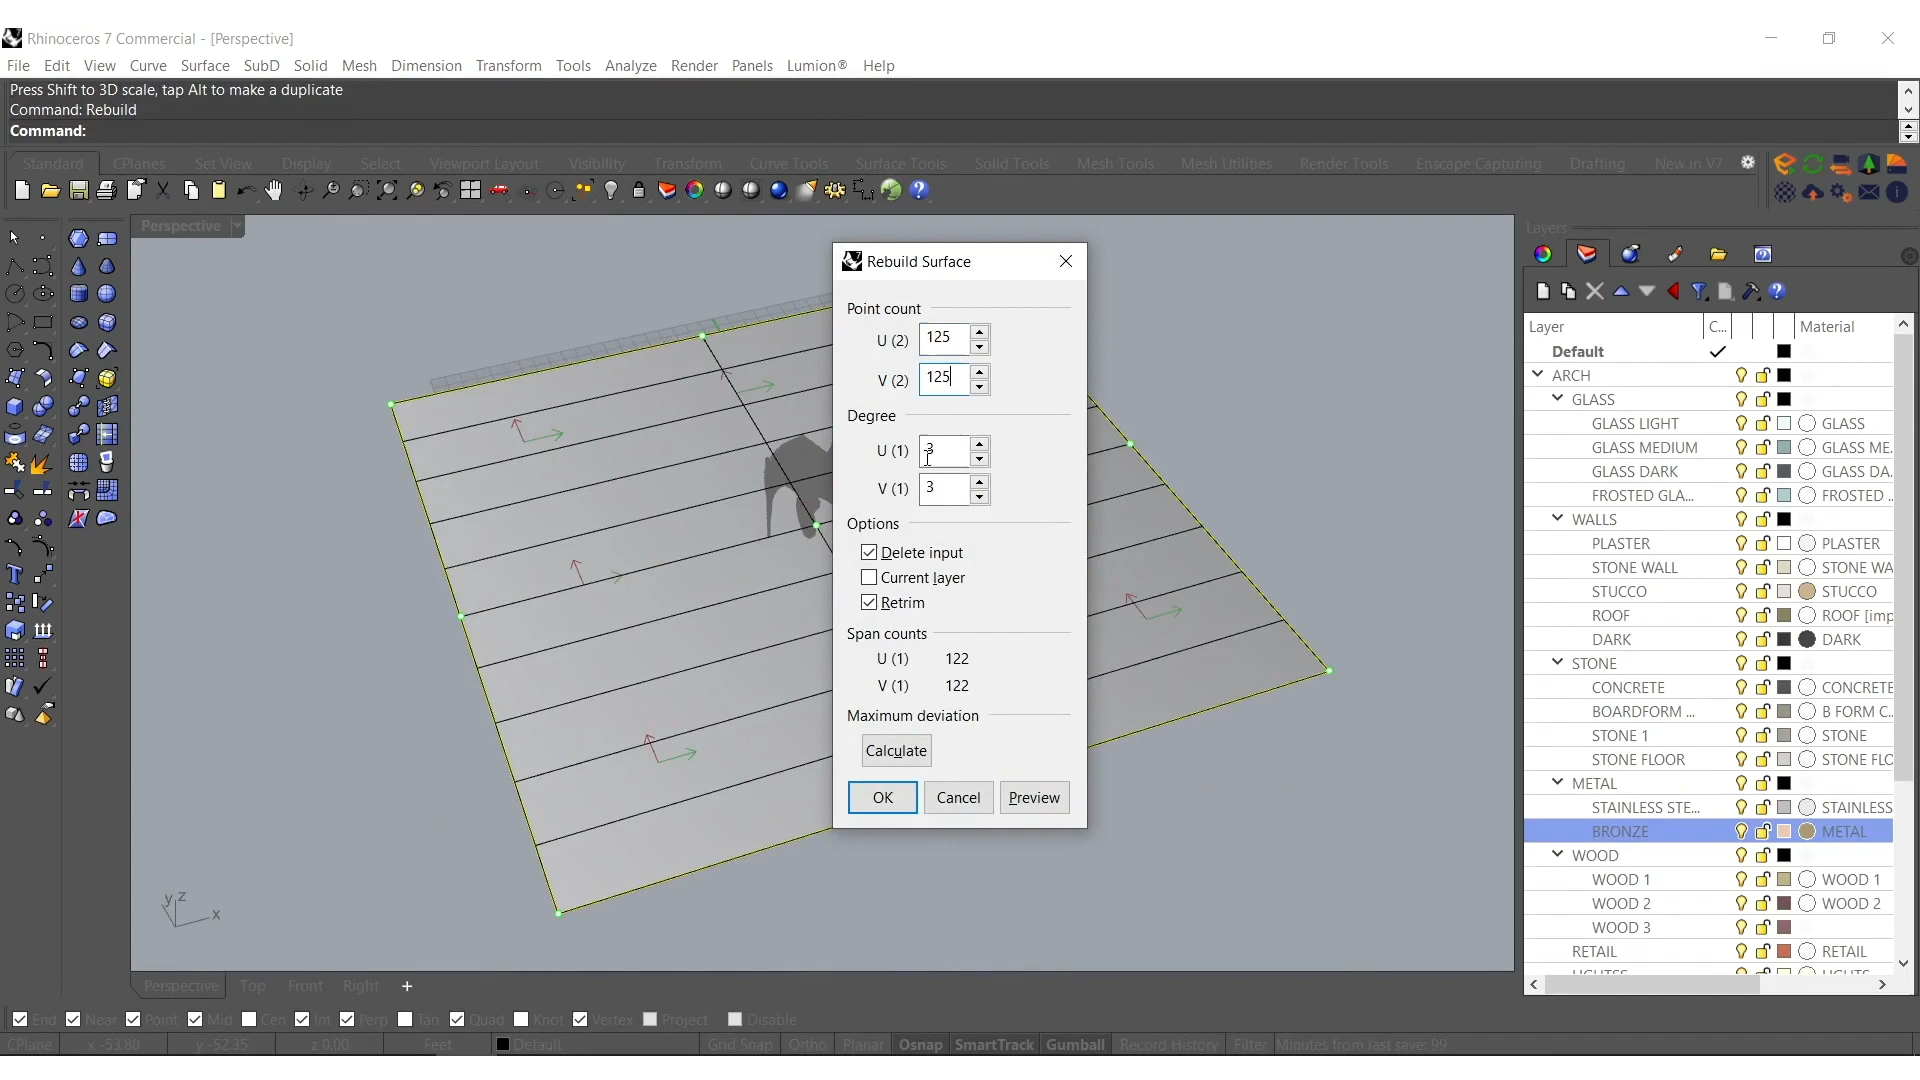 Rhinoceros 7 Commercial - [Perspective]
File Edit View Curve Surface SubD Solid Mesh Dimension Transform Tools Analyze Render Panels Lumion® Help
Press Shift to 3D scale, tap Alt to make a duplicate
Command: Rebuild
Command:
Standard CPlanes Set View Display Select Viewport Layout Visibility Transform Curve Tools Surface Tools Solid Tools Mesh Tools Mesh Utilities Render Tools Enscape Capturing Drafting New in V7
Perspective
Rebuild Surface
Point count
U (2) 125
V (2) 125
Degree
U (1) 3
V (1) 3
Options
Delete input
Current layer
Retrim
Span counts
U (1) 122
V (1) 122
Maximum deviation
Calculate
OK Cancel Preview
y z x
Layers
Layer C... Material
Default
ARCH
GLASS
GLASS LIGHT GLASS
GLASS MEDIUM GLASS ME.
GLASS DARK GLASS DA.
FROSTED GLA... FROSTED ..
WALLS
PLASTER PLASTER
STONE WALL STONE WA
STUCCO STUCCO
ROOF ROOF [imp
DARK DARK
STONE
CONCRETE CONCRETE
BOARDFORM ... B FORM C..
STONE 1 STONE
STONE FLOOR STONE FLO
METAL
STAINLESS STE... STAINLESS
BRONZE METAL
WOOD
WOOD 1 WOOD 1
WOOD 2 WOOD 2
WOOD 3
RETAIL RETAIL
Perspective Top Front Right
End Near Point Mid Cen Int Perp Tan Quad Knot Vertex Project Disable
CPlane x -53.80 y -52.35 z 0.00 Feet Default Grid Snap Ortho Planar Osnap SmartTrack Gumball Record History Filter Minutes from last save: 99